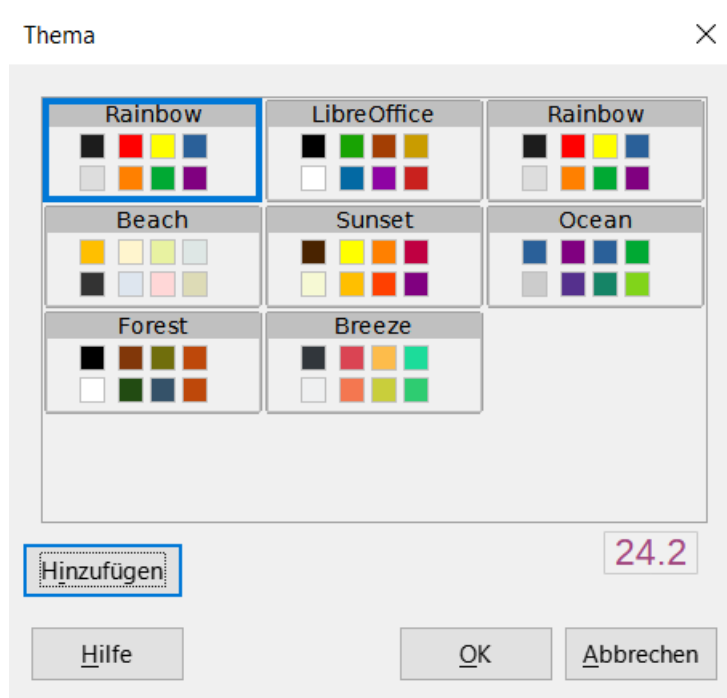 Thema
Rainbow LibreOffice Rainbow
Beach Sunset Ocean
Forest Breeze
24.2
Hinzufügen
Hilfe OK Abbrechen